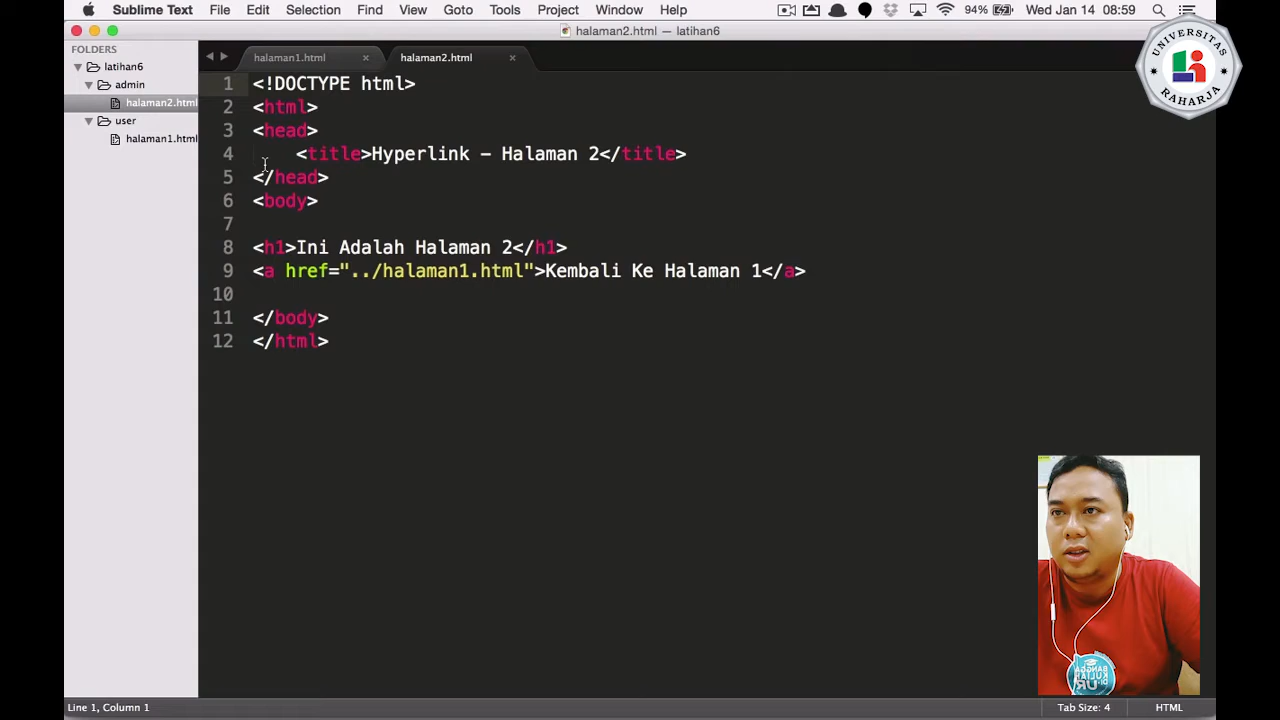 Sublime Text File Edit Selection Find View Goto Tools Project Window Help 94% Wed Jan 14 08:59
halaman2.html — latihan6
UNIVERSITAS RAHARJA
FOLDERS
latihan6
admin
halaman2.html
user
halaman1.html
halaman1.html × halaman2.html ×
1 <!DOCTYPE html>
2 <html>
3 <head>
4 <title>Hyperlink - Halaman 2</title>
5 </head>
6 <body>
7
8 <h1>Ini Adalah Halaman 2</h1>
9 <a href="../halaman1.html">Kembali Ke Halaman 1</a>
10
11 </body>
12 </html>
BANGGA
KULIAH
DI UR
Line 1, Column 1 Tab Size: 4 HTML